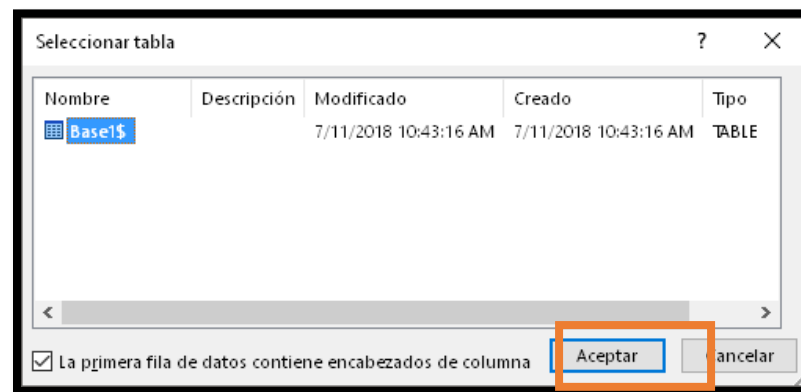 Seleccionar tabla ?
Nombre Descripción Modificado Creado Tipo
Base1$ 7/11/2018 10:43:16 AM 7/11/2018 10:43:16 AM TABLE
La primera fila de datos contiene encabezados de columna Aceptar Cancelar